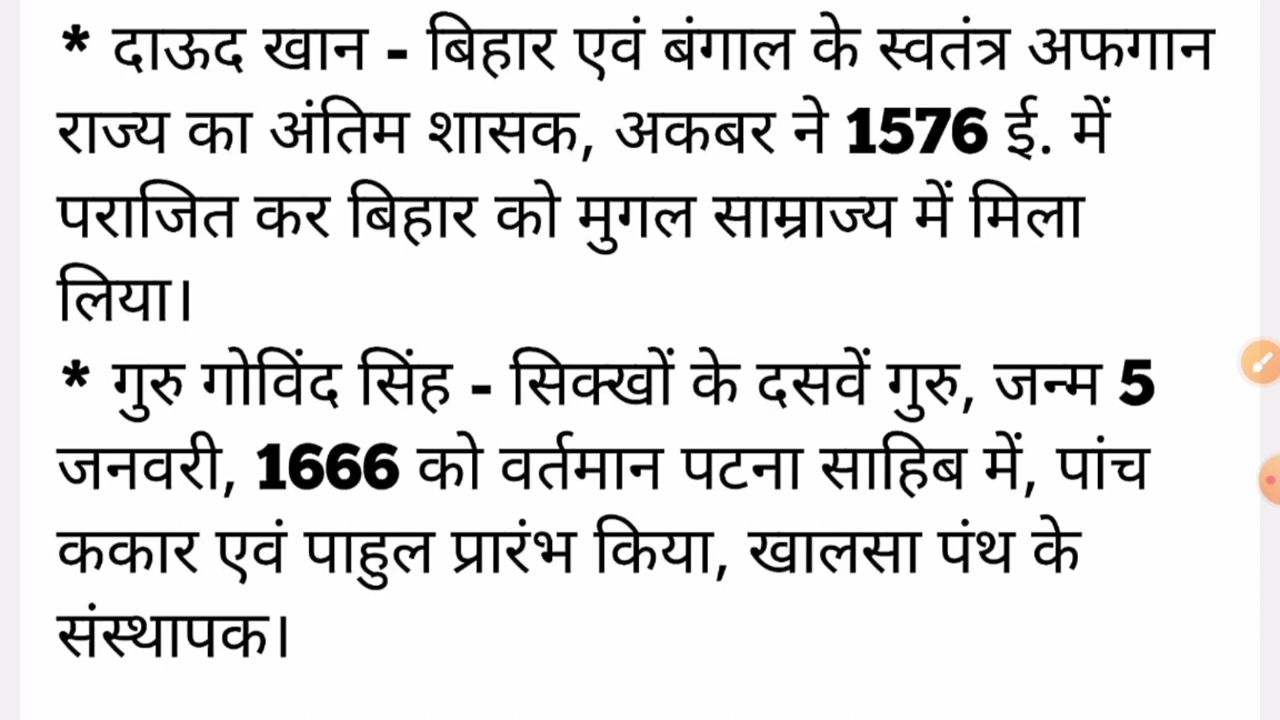 * दाऊद खान - बिहार एवं बंगाल के स्वतंत्र अफगान
राज्य का अंतिम शासक, अकबर ने 1576 ई. में
पराजित कर बिहार को मुगल साम्राज्य में मिला
लिया।
* गुरु गोविंद सिंह - सिक्खों के दसवें गुरु, जन्म 5
जनवरी, 1666 को वर्तमान पटना साहिब में, पांच
ककार एवं पाहुल प्रारंभ किया, खालसा पंथ के
संस्थापक।